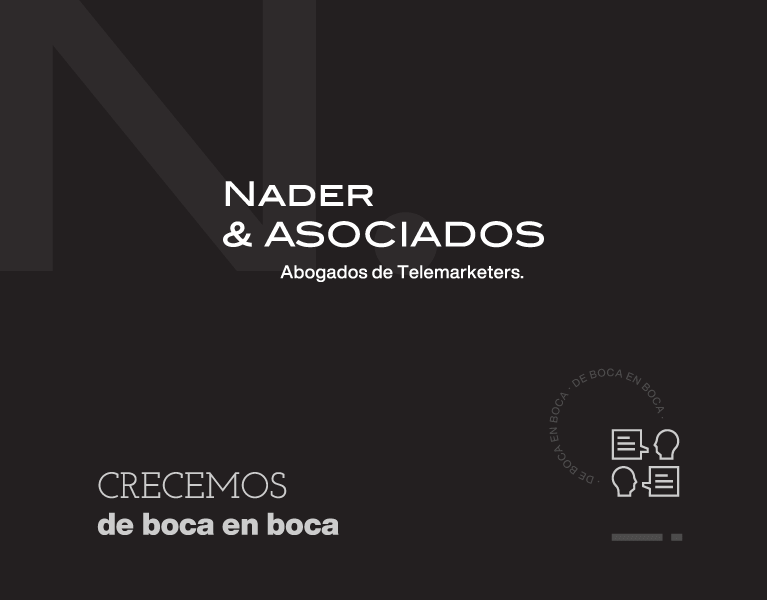 N.
NADER
& ASOCIADOS
Abogados de Telemarketers.
· DE BOCA EN BOCA · DE BOCA EN BOCA ·
CRECEMOS
de boca en boca